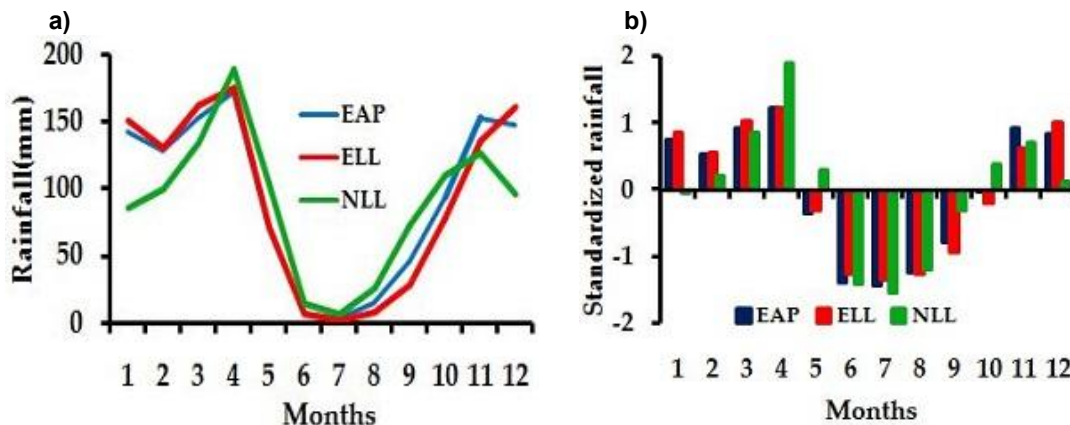 a)
Rainfall(mm)
200
150
100
50
0
EAP
ELL
NLL
1 2 3 4 5 6 7 8 9 10 11 12
Months
b)
Standardized rainfall
2
1
0
-1
-2
EAP ELL NLL
1 2 3 4 5 6 7 8 9 10 11 12
Months